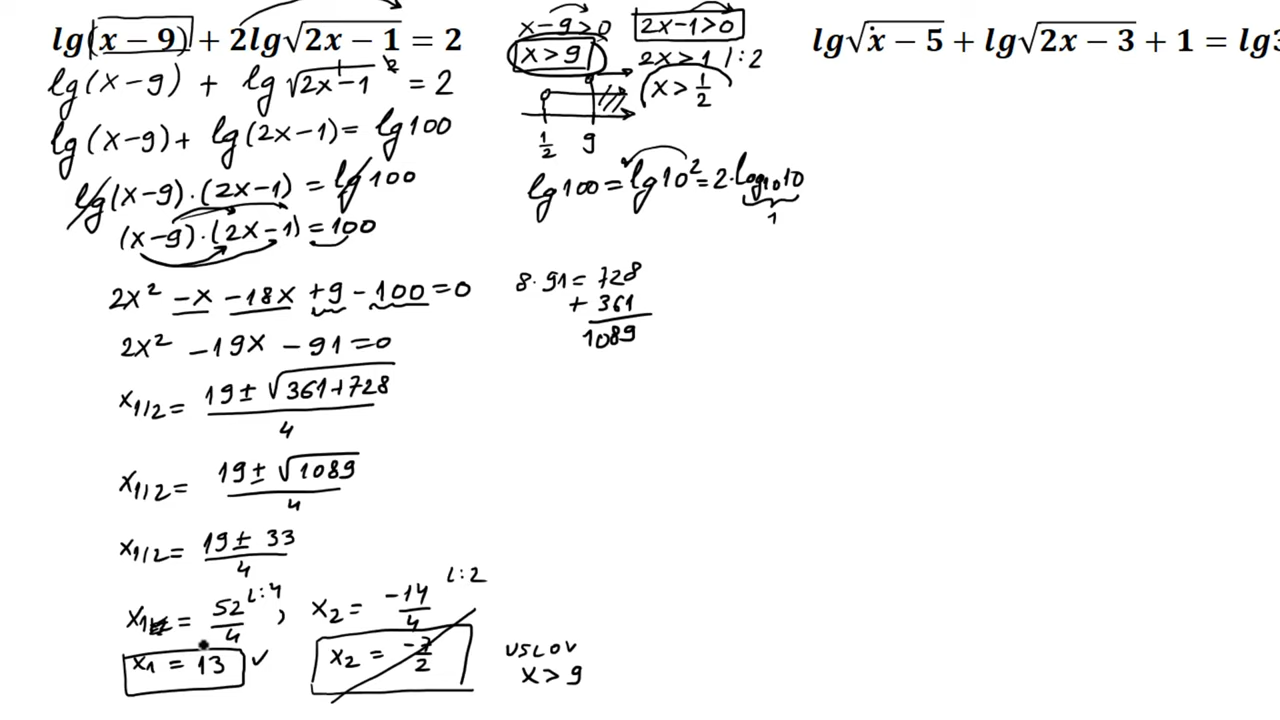 lg(x − 9) + 2lg√(2x − 1) = 2
lg(x-9) + lg √(2x-1)² = 2
lg(x-9) + lg(2x-1) = lg100
lg(x-9)·(2x-1) = lg100
(x-9)·(2x-1) = 100
2x² -x -18x +9 -100 = 0
2x² -19x -91 = 0
x1/2 = (19 ± √(361+728))/4
x1/2 = (19 ± √1089)/4
x1/2 = (19 ± 33)/4
x1 = 52/4 |:4 , x2 = -14/4 |:2
x1 = 13 ✓ x2 = -7/2
USLOV
x > 9
x-9>0 2x-1>0
x>9 2x>1 /:2
x > 1/2
1/2 9
lg100 = lg10² = 2·log₁₀10
1
8·91 = 728
+ 361
1089
lg√(x − 5) + lg√(2x − 3) + 1 = lg3